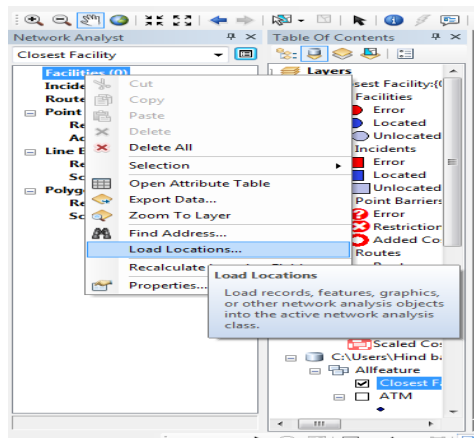 Network Analyst
Closest Facility
Facilities (0)
Incide
Route
Point
Re
Ad
Line B
Re
Sc
Polyg
Re
Sc
Cut
Copy
Paste
Delete
Delete All
Selection
Open Attribute Table
Export Data...
Zoom To Layer
Find Address...
Load Locations...
Recalculate
Properties...
Load Locations
Load records, features, graphics,
or other network analysis objects
into the active network analysis
class.
Table Of Contents
Layers
sest Facility:(
Facilities
Error
Located
Unlocated
Incidents
Error
Located
Unlocated
Point Barriers
Error
Restriction
Added Co
Routes
Scaled Cos
C:\Users\Hind b
Allfeature
Closest Fa
ATM